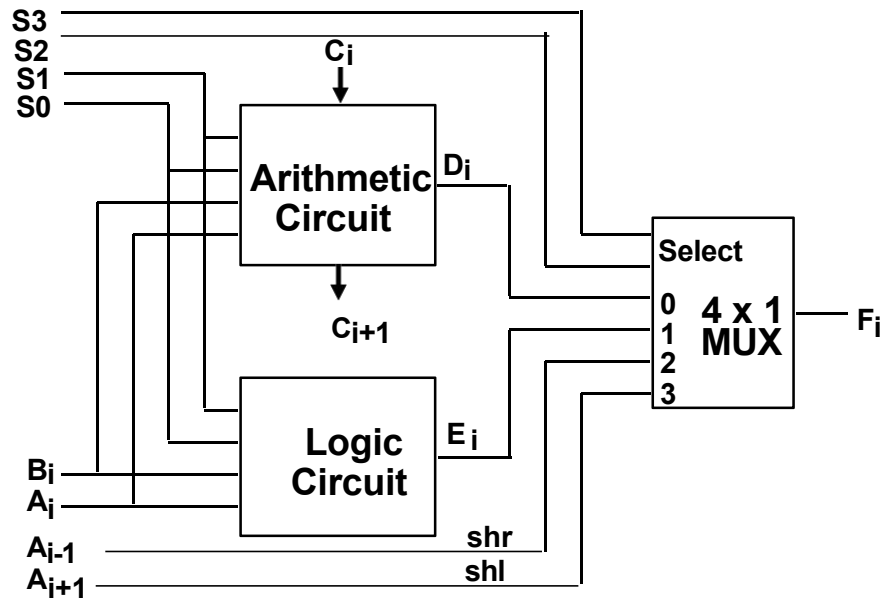 S3
S2
S1
S0
Ci
Arithmetic
Circuit
Di
Ci+1
Select
0
1
2
3
4 x 1
MUX
Fi
Logic
Circuit
Ei
Bi
Ai
Ai-1
shr
Ai+1
shl